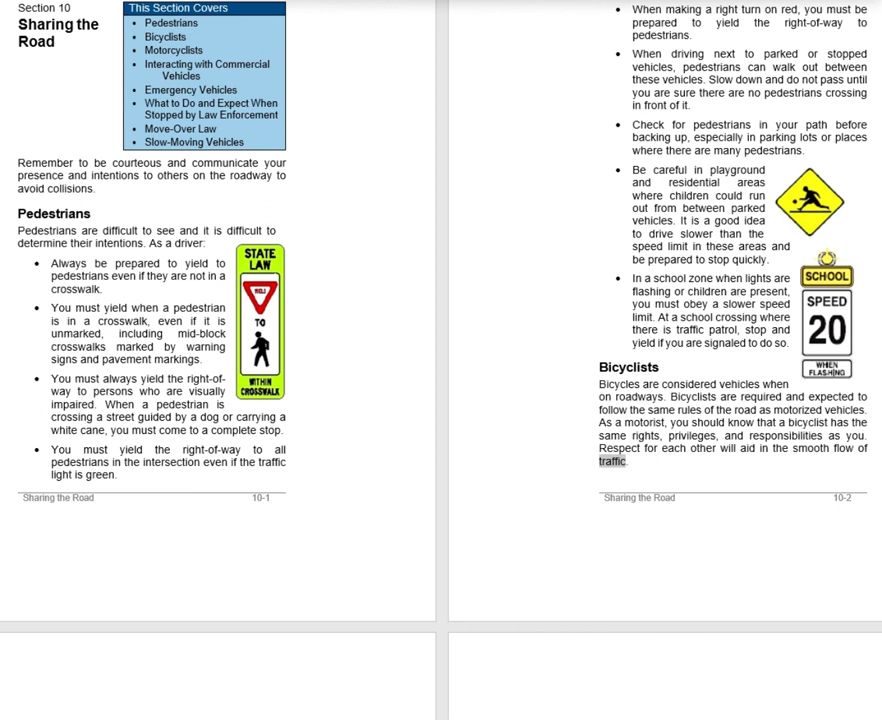 Section 10
Sharing the
Road
This Section Covers
• Pedestrians
• Bicyclists
• Motorcyclists
• Interacting with Commercial
Vehicles
• Emergency Vehicles
• What to Do and Expect When
Stopped by Law Enforcement
• Move-Over Law
• Slow-Moving Vehicles
Remember to be courteous and communicate your
presence and intentions to others on the roadway to
avoid collisions.
Pedestrians
Pedestrians are difficult to see and it is difficult to
determine their intentions. As a driver:
• Always be prepared to yield to
pedestrians even if they are not in a
crosswalk.
• You must yield when a pedestrian
is in a crosswalk, even if it is
unmarked, including mid-block
crosswalks marked by warning
signs and pavement markings.
• You must always yield the right-of-
way to persons who are visually
impaired. When a pedestrian is
crossing a street guided by a dog or carrying a
white cane, you must come to a complete stop.
• You must yield the right-of-way to all
pedestrians in the intersection even if the traffic
light is green.
STATE
LAW
YIELD
TO
WITHIN
CROSSWALK
Sharing the Road 10-1
• When making a right turn on red, you must be
prepared to yield the right-of-way to
pedestrians.
• When driving next to parked or stopped
vehicles, pedestrians can walk out between
these vehicles. Slow down and do not pass until
you are sure there are no pedestrians crossing
in front of it.
• Check for pedestrians in your path before
backing up, especially in parking lots or places
where there are many pedestrians.
• Be careful in playground
and residential areas
where children could run
out from between parked
vehicles. It is a good idea
to drive slower than the
speed limit in these areas and
be prepared to stop quickly.
• In a school zone when lights are
flashing or children are present,
you must obey a slower speed
limit. At a school crossing where
there is traffic patrol, stop and
yield if you are signaled to do so.
SCHOOL
SPEED
20
WHEN
FLASHING
Bicyclists
Bicycles are considered vehicles when
on roadways. Bicyclists are required and expected to
follow the same rules of the road as motorized vehicles.
As a motorist, you should know that a bicyclist has the
same rights, privileges, and responsibilities as you.
Respect for each other will aid in the smooth flow of
traffic.
Sharing the Road 10-2